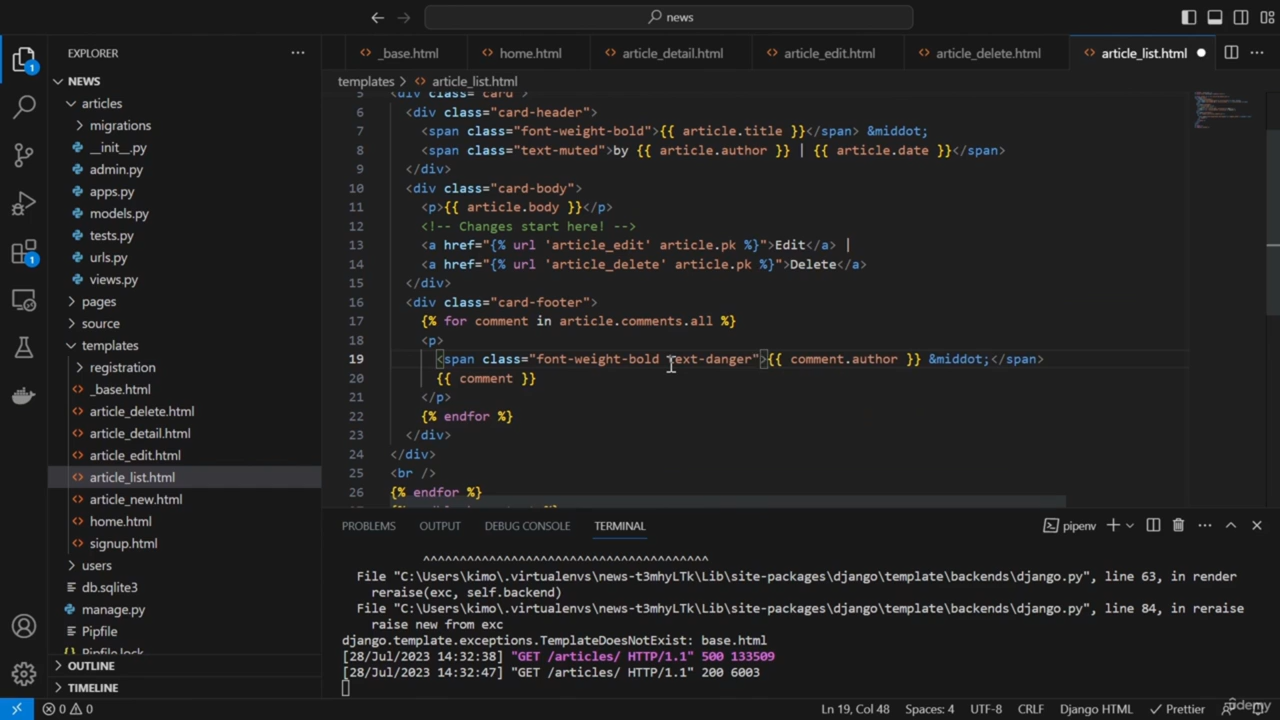 news
EXPLORER
_base.html
home.html
article_detail.html
article_edit.html
article_delete.html
article_list.html
templates > article_list.html
NEWS
articles
migrations
__init__.py
admin.py
apps.py
models.py
tests.py
urls.py
views.py
pages
source
templates
registration
_base.html
article_delete.html
article_detail.html
article_edit.html
article_list.html
article_new.html
home.html
signup.html
users
db.sqlite3
manage.py
Pipfile
Pipfile.lock
OUTLINE
TIMELINE
1
1
5 <div class="card">
6 <div class="card-header">
7 <span class="font-weight-bold">{{ article.title }}</span> &middot;
8 <span class="text-muted">by {{ article.author }} | {{ article.date }}</span>
9 </div>
10 <div class="card-body">
11 <p>{{ article.body }}</p>
12 <!-- Changes start here! -->
13 <a href="{% url 'article_edit' article.pk %}">Edit</a> |
14 <a href="{% url 'article_delete' article.pk %}">Delete</a>
15 </div>
16 <div class="card-footer">
17 {% for comment in article.comments.all %}
18 <p>
19 <span class="font-weight-bold text-danger">{{ comment.author }} &middot;</span>
20 {{ comment }}
21 </p>
22 {% endfor %}
23 </div>
24 </div>
25 <br />
26 {% endfor %}
PROBLEMS
OUTPUT
DEBUG CONSOLE
TERMINAL
pipenv
^^^^^^^^^^^^^^^^^^^^^^^^^^^^^^^^^^^^^^
File "C:\Users\kimo\.virtualenvs\news-t3mhyLTk\Lib\site-packages\django\template\backends\django.py", line 63, in render
reraise(exc, self.backend)
File "C:\Users\kimo\.virtualenvs\news-t3mhyLTk\Lib\site-packages\django\template\backends\django.py", line 84, in reraise
raise new from exc
django.template.exceptions.TemplateDoesNotExist: base.html
[28/Jul/2023 14:32:38] "GET /articles/ HTTP/1.1" 500 133509
[28/Jul/2023 14:32:47] "GET /articles/ HTTP/1.1" 200 6003
0 0
Ln 19, Col 48
Spaces: 4
UTF-8
CRLF
Django HTML
Prettier
udemy